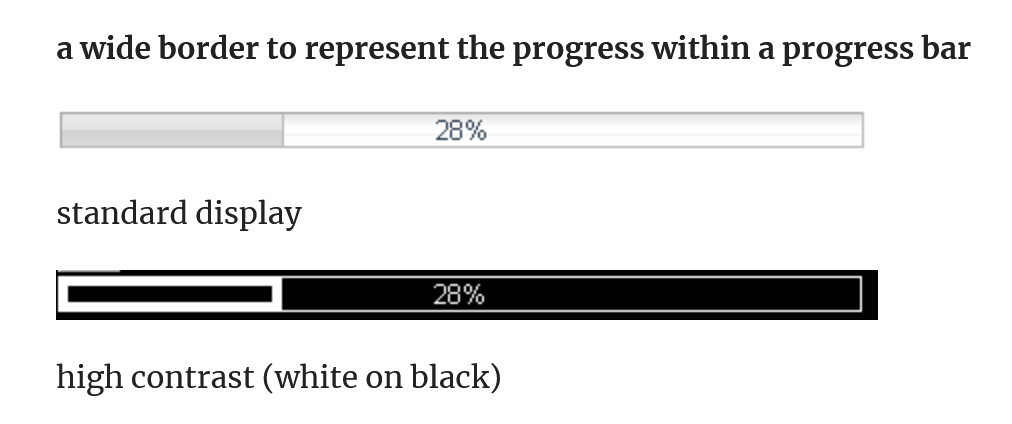 a wide border to represent the progress within a progress bar
28%
standard display
28%
high contrast (white on black)